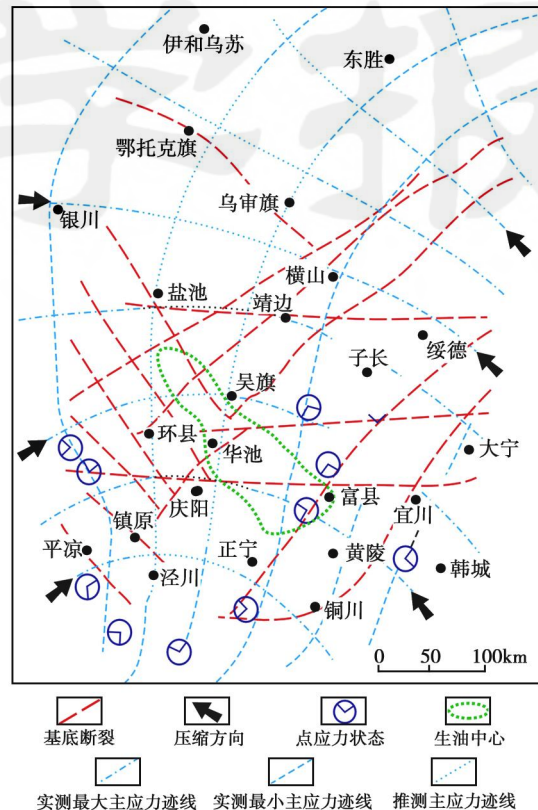 学报
伊和乌苏
东胜
鄂托克旗
乌审旗
银川
横山
盐池
靖边
绥德
子长
吴旗
环县
华池
大宁
庆阳
富县
宜川
镇原
平凉
正宁
黄陵
韩城
泾川
铜川
0 50 100km
基底断裂 压缩方向 点应力状态 生油中心
实测最大主应力迹线 实测最小主应力迹线 推测主应力迹线